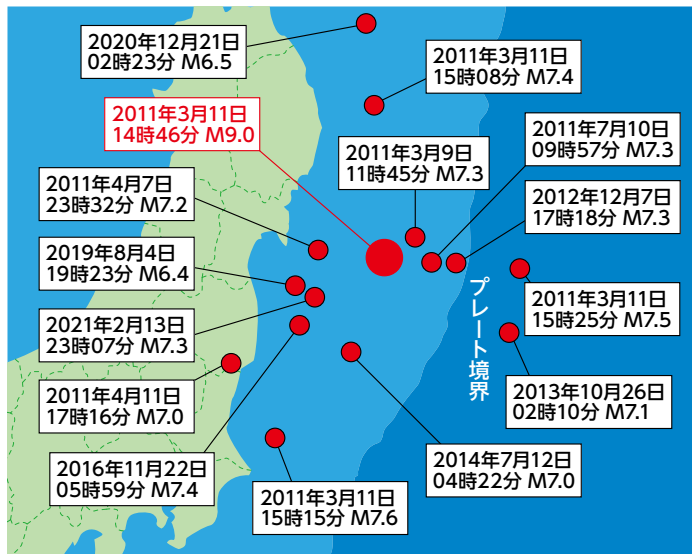 2020年12月21日
02時23分 M6.5
2011年3月11日
15時08分 M7.4
2011年3月11日
14時46分 M9.0
2011年3月9日
11時45分 M7.3
2011年7月10日
09時57分 M7.3
2011年4月7日
23時32分 M7.2
2012年12月7日
17時18分 M7.3
2019年8月4日
19時23分 M6.4
プレート境界
2011年3月11日
15時25分 M7.5
2021年2月13日
23時07分 M7.3
2011年4月11日
17時16分 M7.0
2013年10月26日
02時10分 M7.1
2016年11月22日
05時59分 M7.4
2011年3月11日
15時15分 M7.6
2014年7月12日
04時22分 M7.0